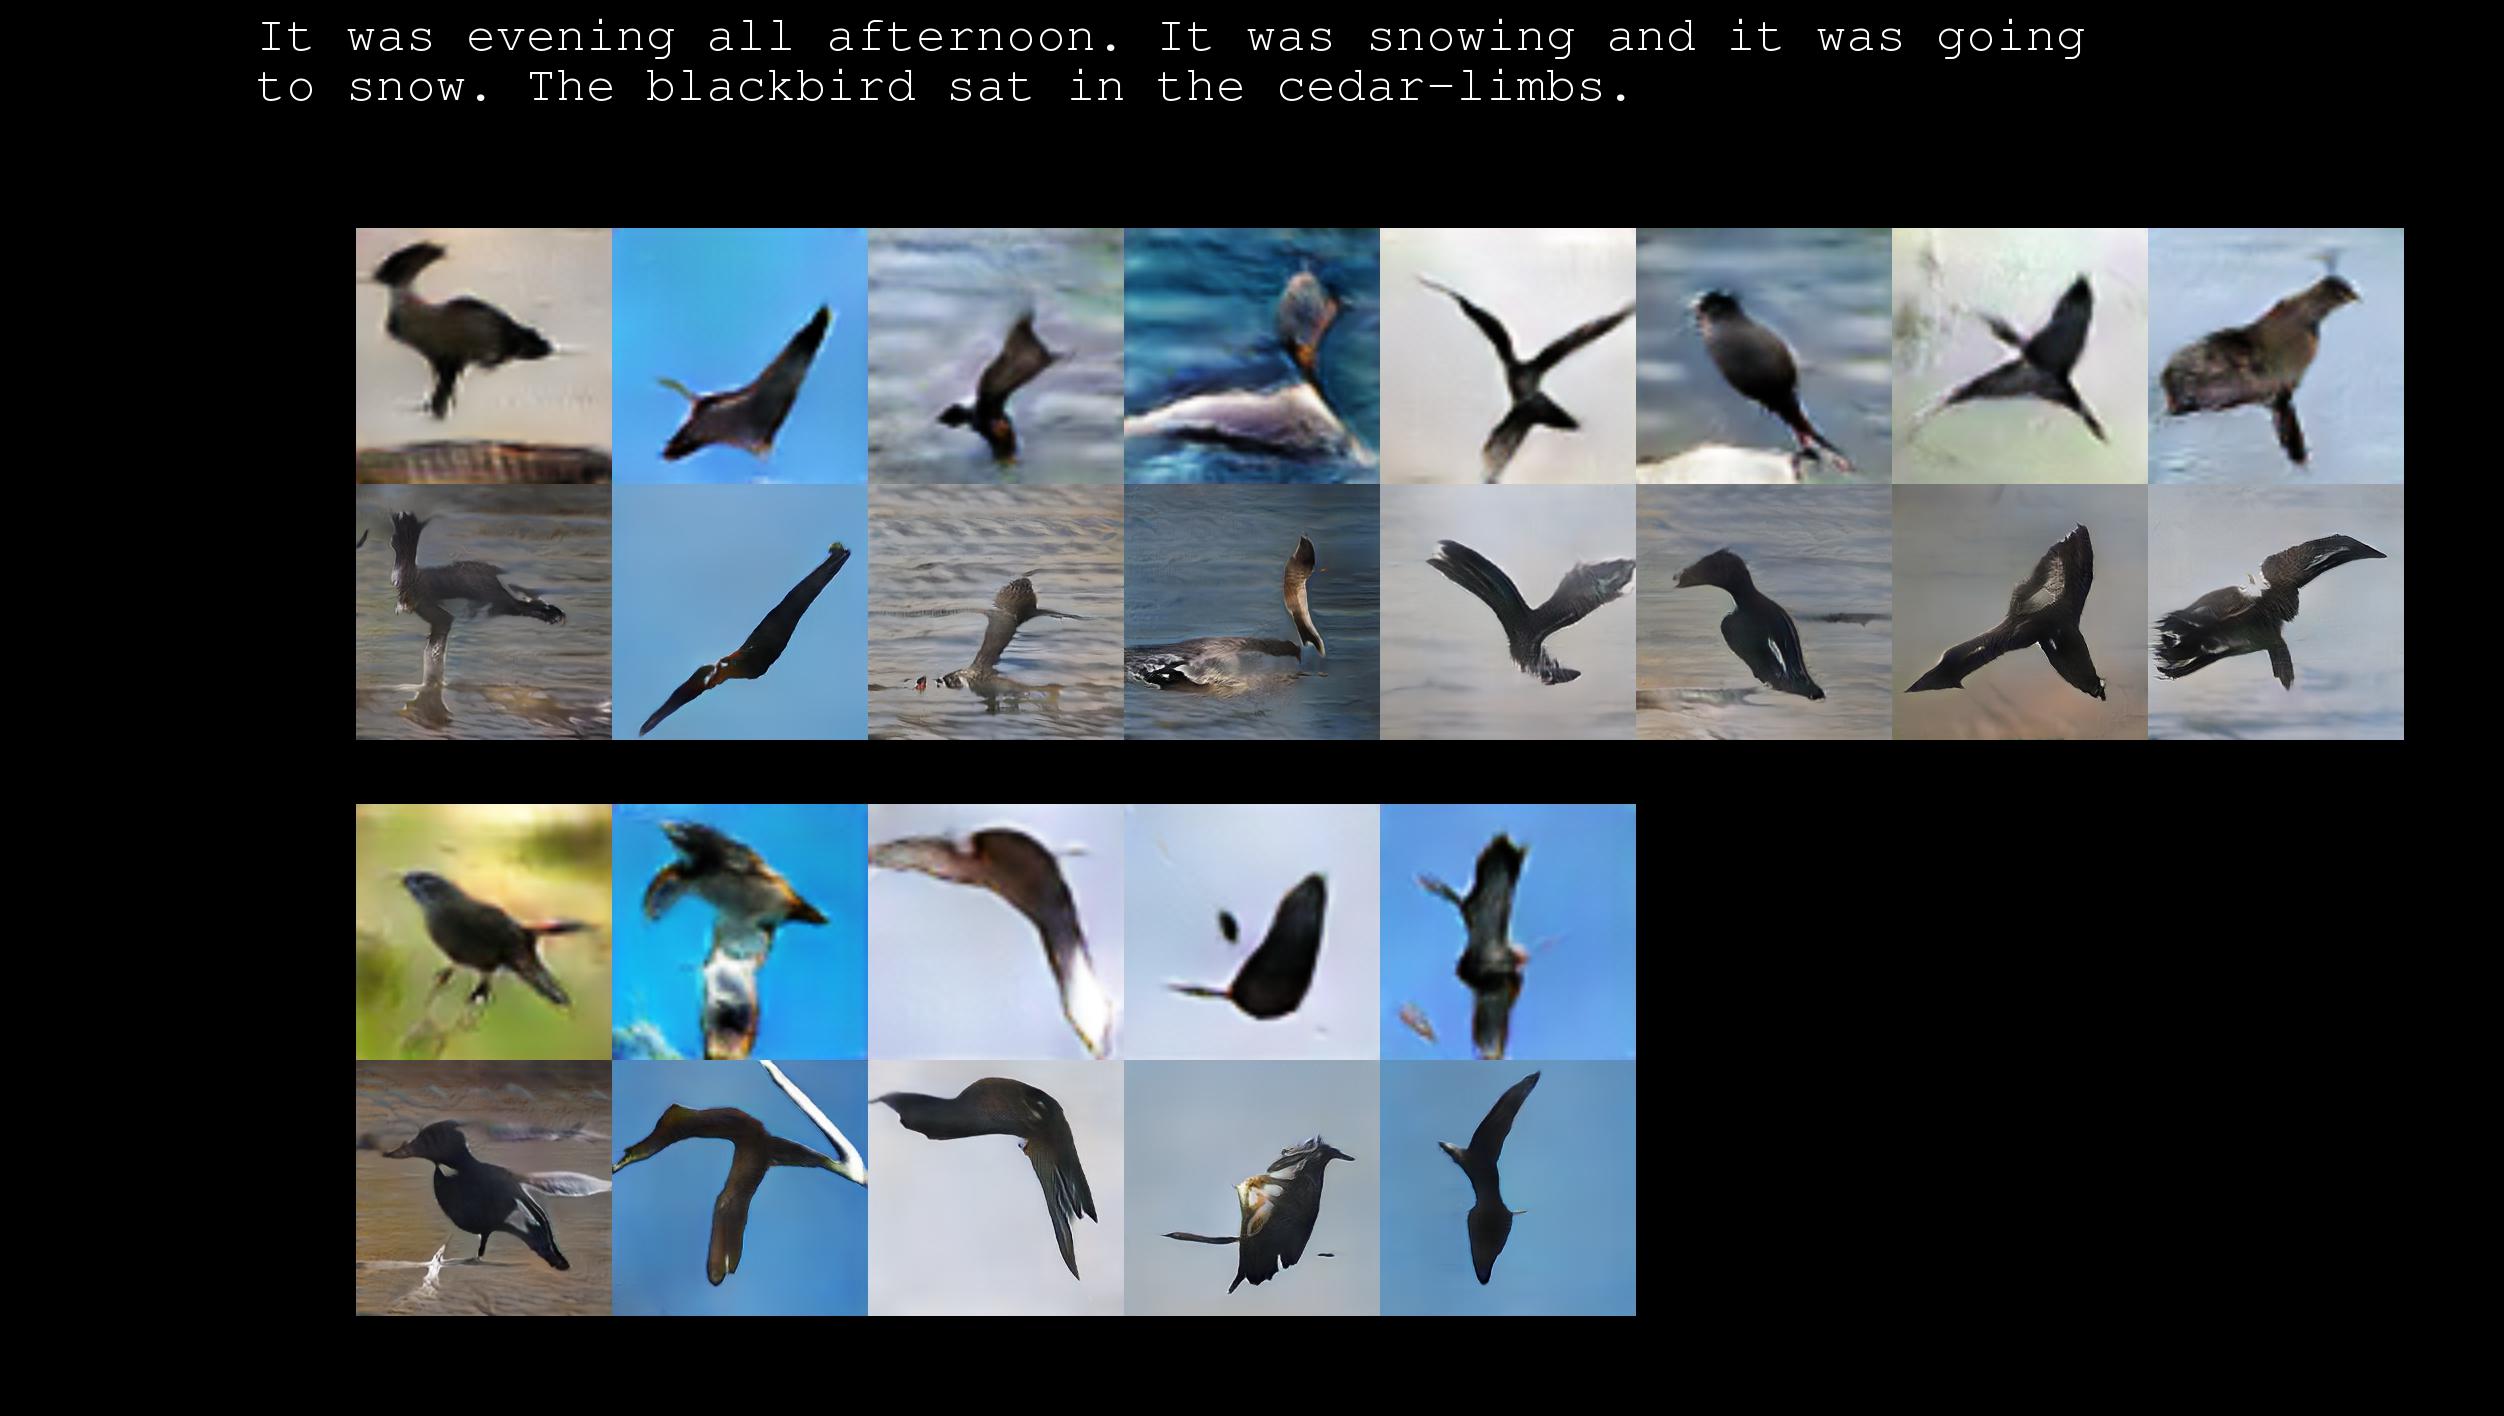 It was evening all afternoon. It was snowing and it was going
to snow. The blackbird sat in the cedar-limbs.